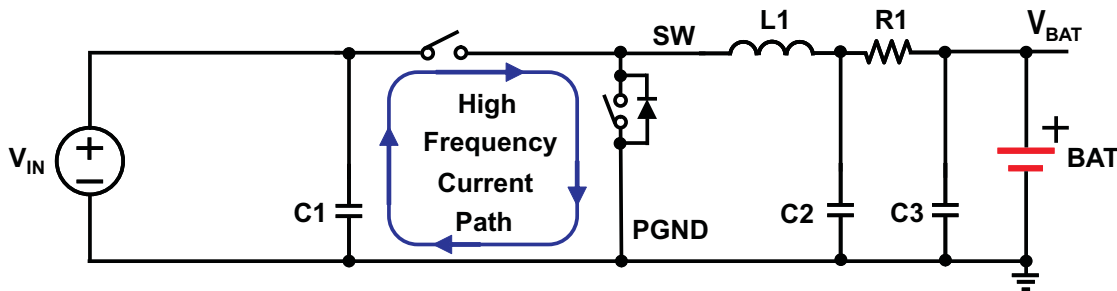 L1
R1
V_BAT
SW
High
Frequency
Current
Path
V_IN
+
−
C1
PGND
C2
C3
+
BAT